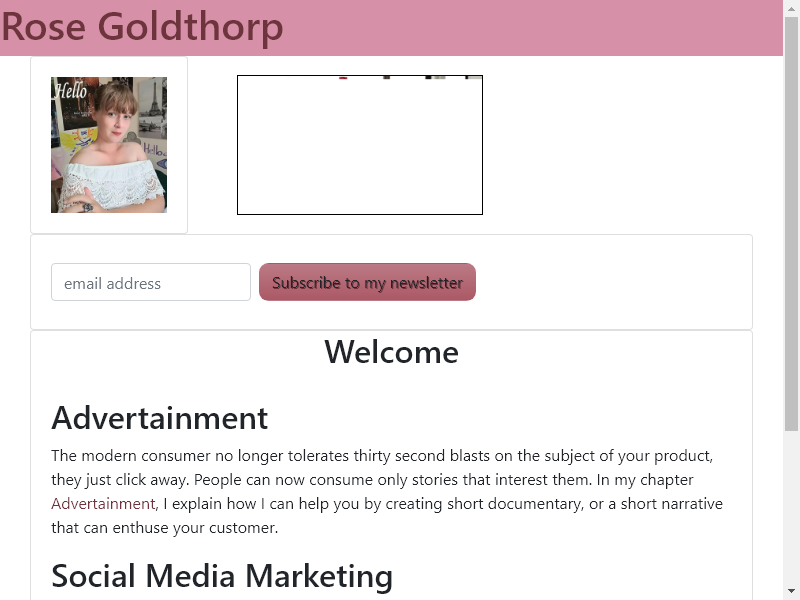 Rose Goldthorp
Hello
Hello
email address
Subscribe to my newsletter
Welcome
Advertainment
The modern consumer no longer tolerates thirty second blasts on the subject of your product,
they just click away. People can now consume only stories that interest them. In my chapter
Advertainment, I explain how I can help you by creating short documentary, or a short narrative
that can enthuse your customer.
Social Media Marketing